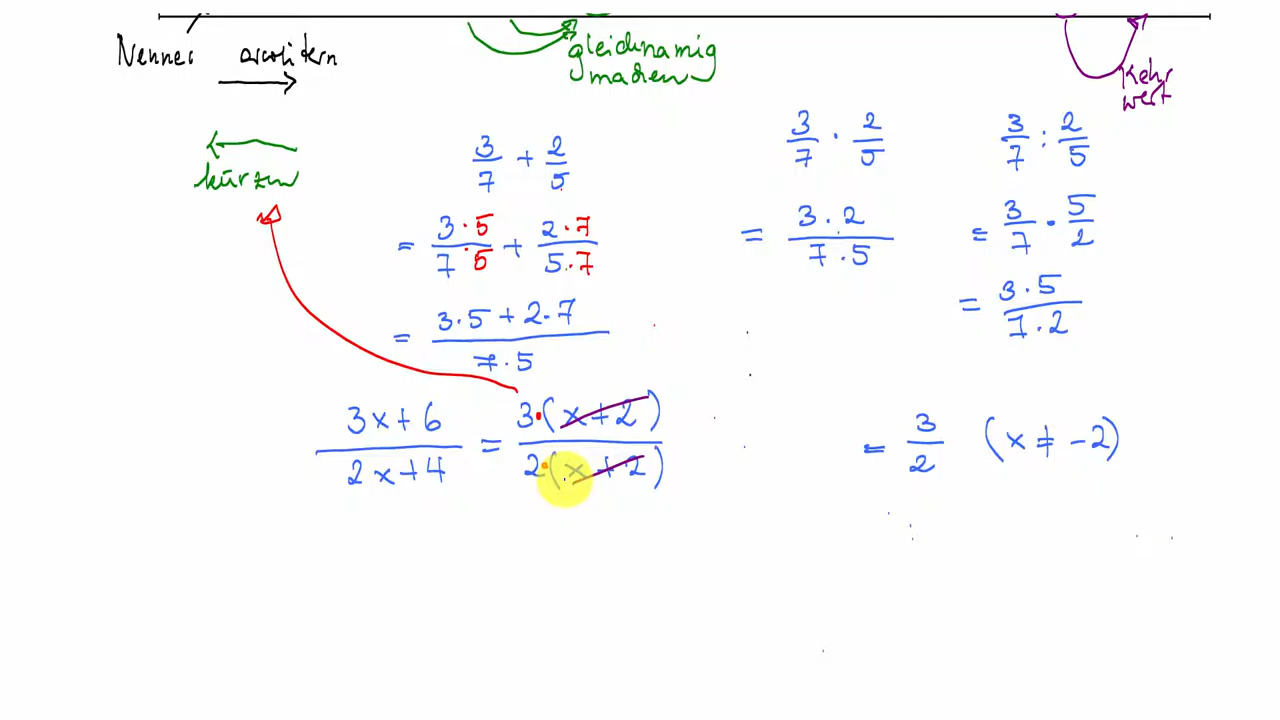 Nenner erweitern
gleichnamig
machen
Kehr
wert
kürzen
3/7 + 2/5
= 3·5/7·5 + 2·7/5·7
= 3·5 + 2·7/7·5
3/7 · 2/5
= 3·2/7·5
3/7 : 2/5
= 3/7 · 5/2
= 3·5/7·2
3x+6/2x+4 = 3·(x+2)/2·(x+2) = 3/2 (x ≠ -2)